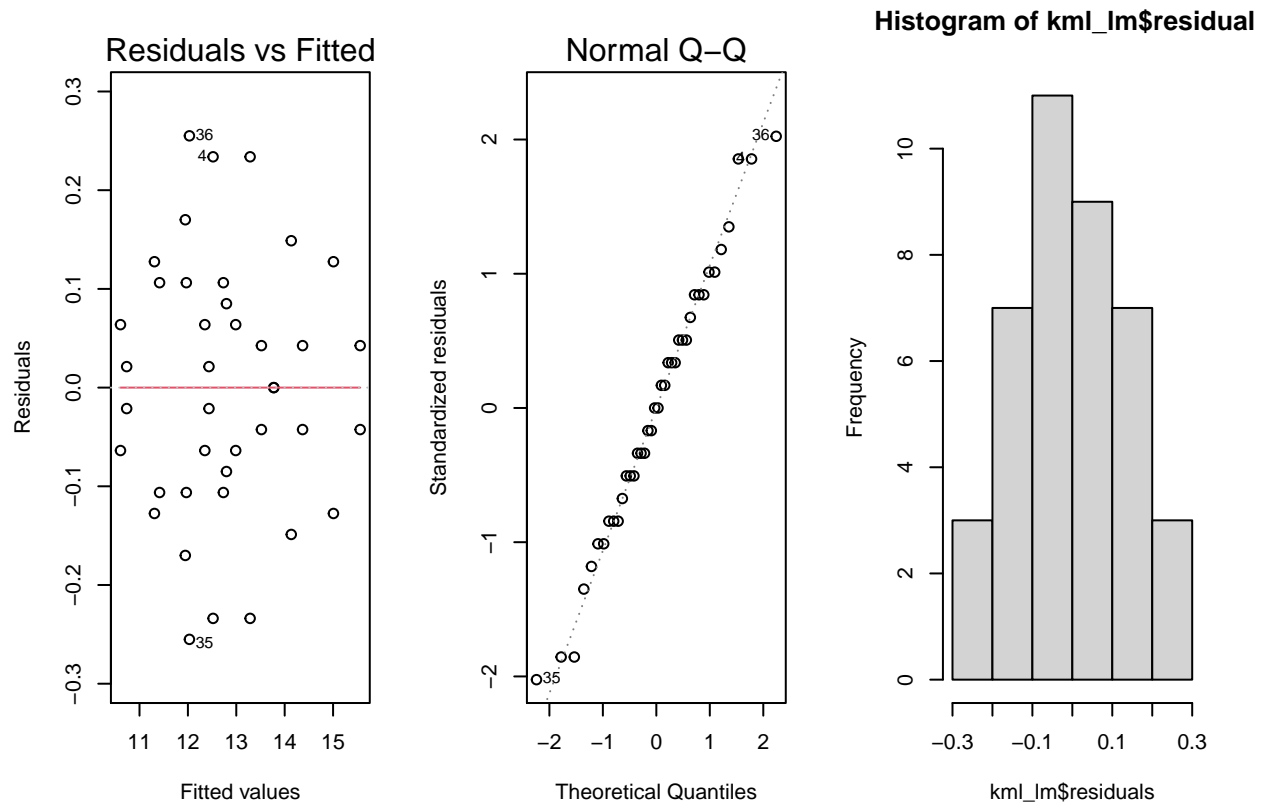 Residuals vs Fitted
0.3
0.2
0.1
0.0
−0.1
−0.2
−0.3
Residuals
36
4
35
11 12 13 14 15
Fitted values
Normal Q−Q
2
1
0
−1
−2
Standardized residuals
36
4
35
−2 −1 0 1 2
Theoretical Quantiles
Histogram of kml_lm$residual
10
8
6
4
2
0
Frequency
−0.3 −0.1 0.1 0.3
kml_lm$residuals